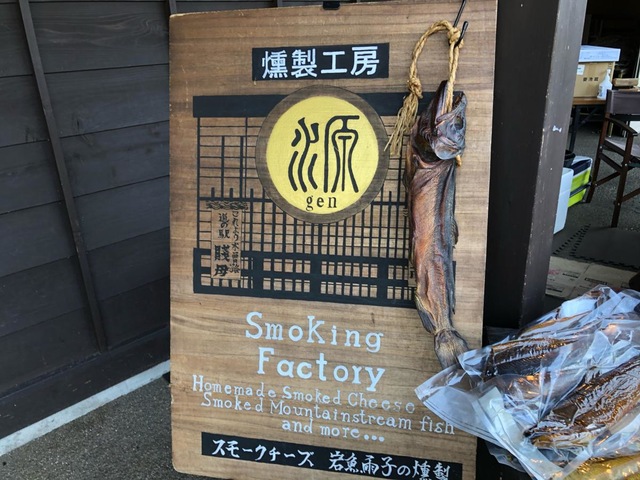 燻製工房
源
gen
Smoking
Factory
Homemade Smoked Cheese
Smoked Mountainstream fish
and more...
スモークチーズ 岩魚雨子の燻製